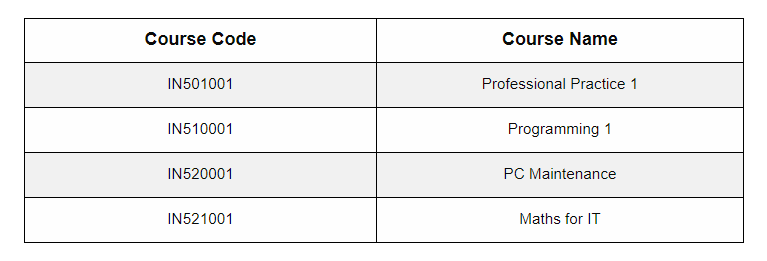 Course Code Course Name
IN501001 Professional Practice 1
IN510001 Programming 1
IN520001 PC Maintenance
IN521001 Maths for IT